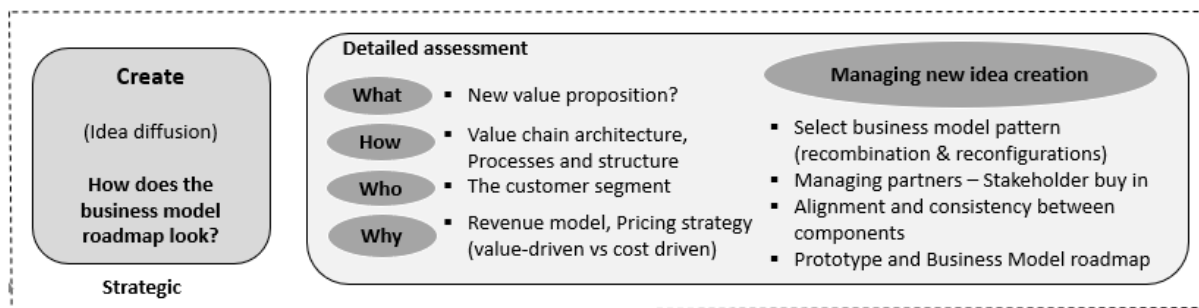 Create
(Idea diffusion)
How does the
business model
roadmap look?
Strategic
Detailed assessment
What
▪ New value proposition?
How
▪ Value chain architecture,
Processes and structure
Who
▪ The customer segment
Why
▪ Revenue model, Pricing strategy
(value-driven vs cost driven)
Managing new idea creation
▪ Select business model pattern
(recombination & reconfigurations)
▪ Managing partners – Stakeholder buy in
▪ Alignment and consistency between
components
▪ Prototype and Business Model roadmap